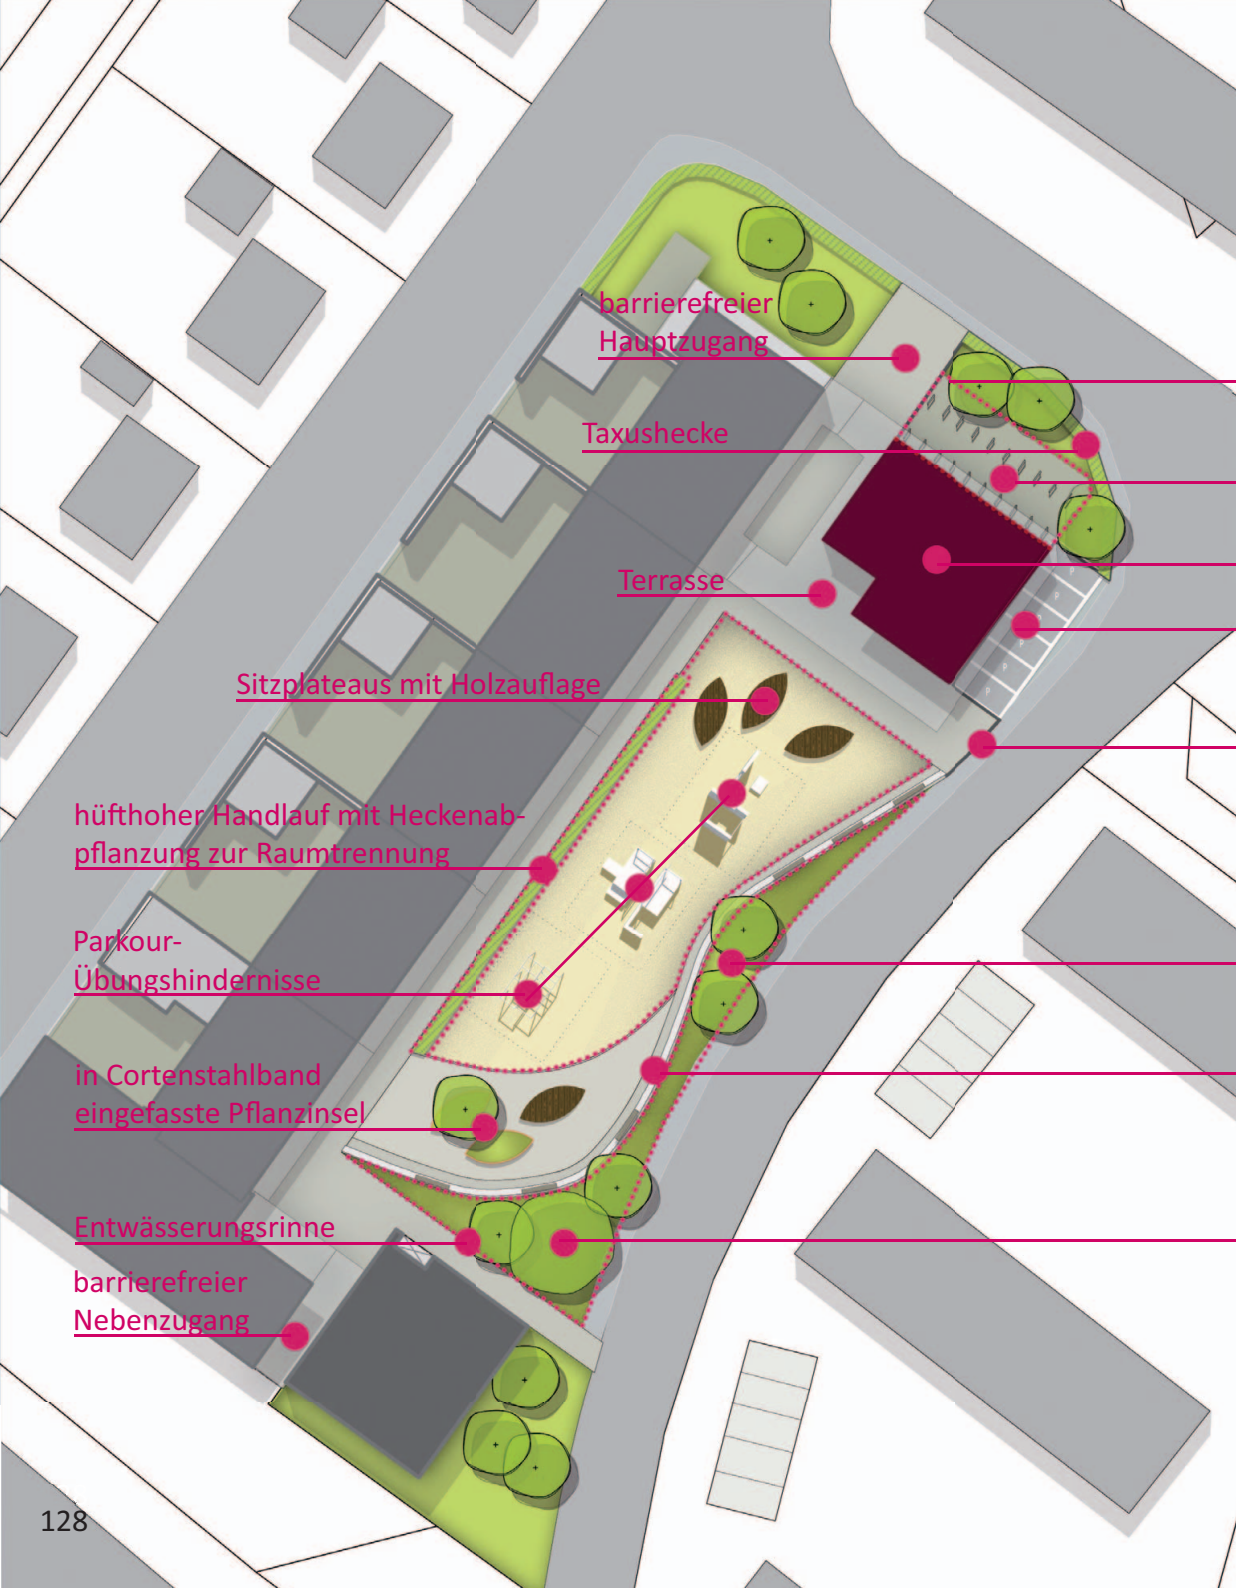 barrierefreier
Hauptzugang
Taxushecke
Terrasse
Sitzplateaus mit Holzauflage
hüfthoher Handlauf mit Heckenab-
pflanzung zur Raumtrennung
Parkour-
Übungshindernisse
in Cortenstahlband
eingefasste Pflanzinsel
Entwässerungsrinne
barrierefreier
Nebenzugang
P
P
P
P
P
P
128